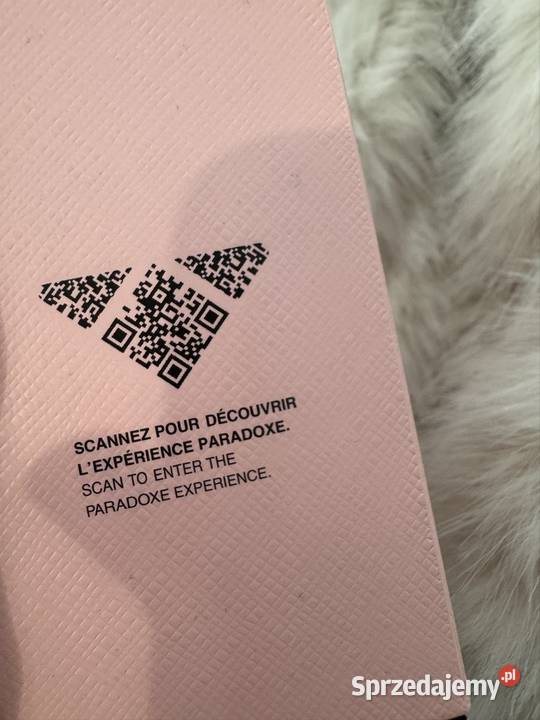 SCANNEZ POUR DÉCOUVRIR
L'EXPÉRIENCE PARADOXE.
SCAN TO ENTER THE
PARADOXE EXPERIENCE.
Sprzedajemy.pl